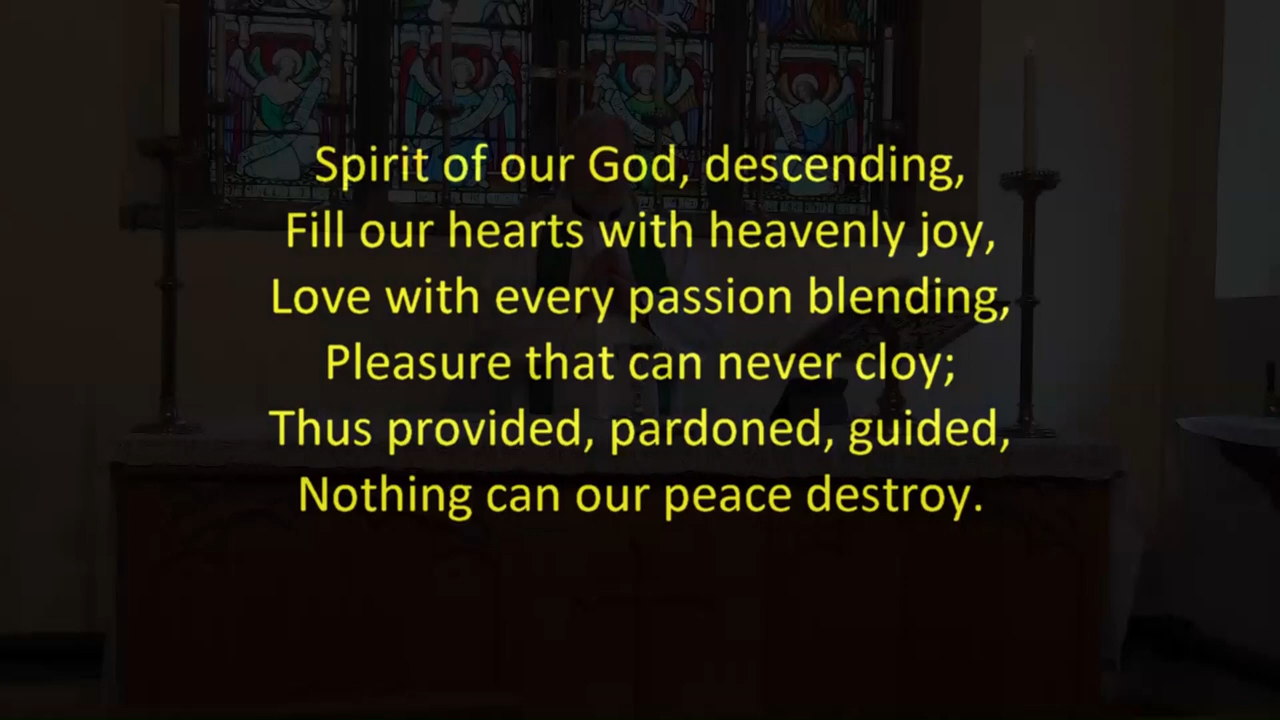 Spirit of our God, descending,
Fill our hearts with heavenly joy,
Love with every passion blending,
Pleasure that can never cloy;
Thus provided, pardoned, guided,
Nothing can our peace destroy.